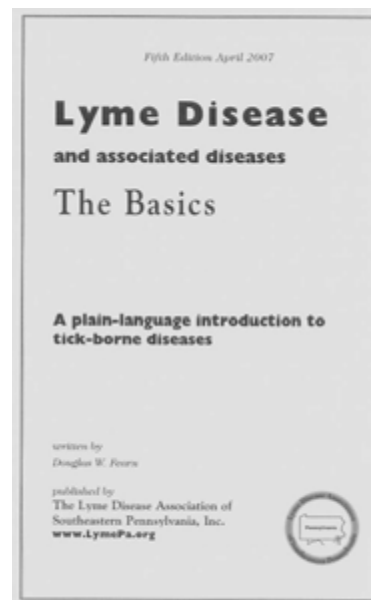 Fifth Edition April 2007
Lyme Disease
and associated diseases
The Basics
A plain-language introduction to
tick-borne diseases
written by
Douglas W. Fearn
published by
The Lyme Disease Association of
Southeastern Pennsylvania, Inc.
www.LymePa.org
Pennsylvania